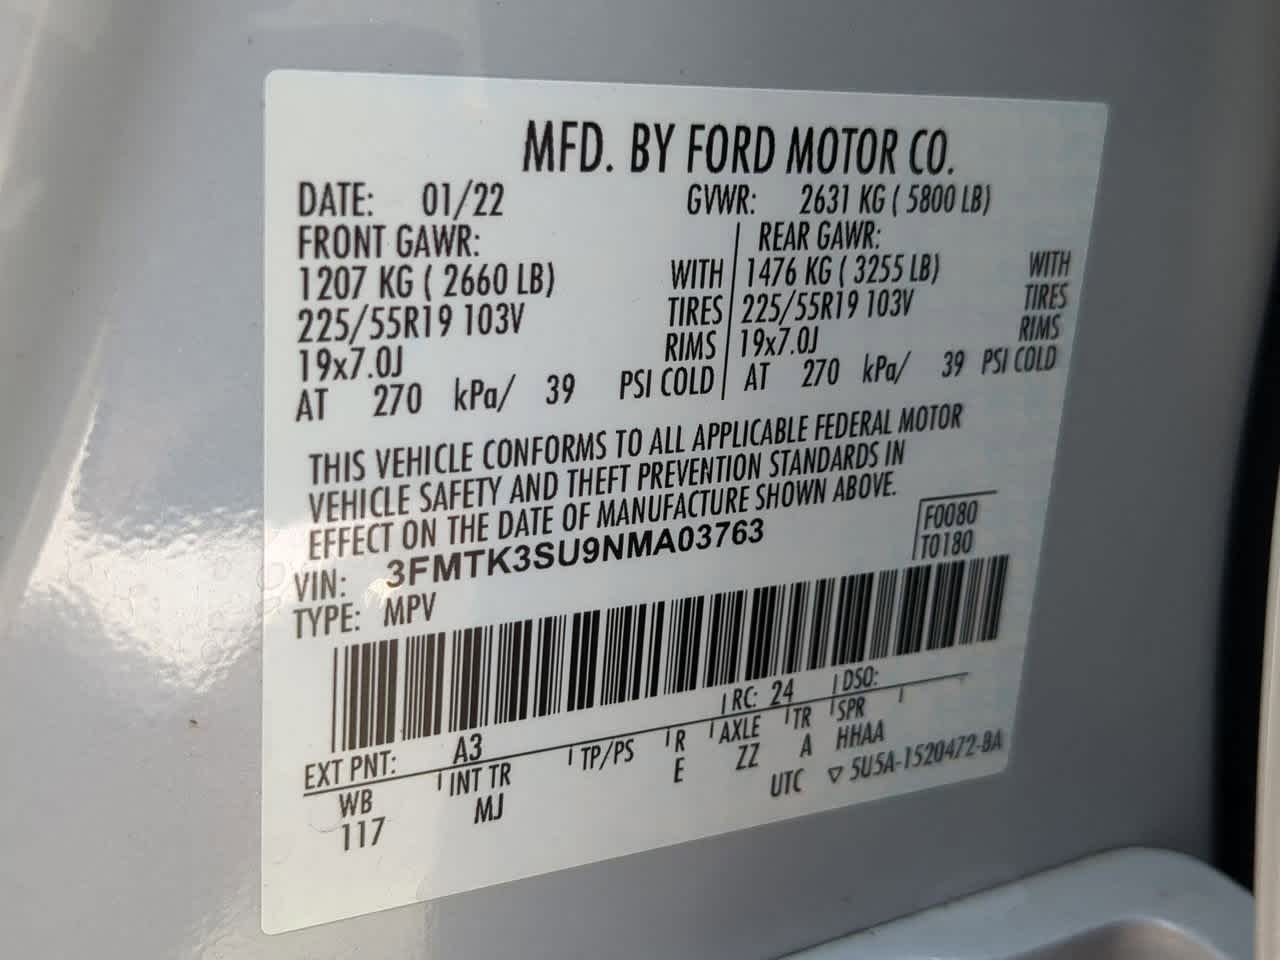 MFD. BY FORD MOTOR CO.
DATE: 01/22 GVWR: 2631 KG ( 5800 LB)
FRONT GAWR: REAR GAWR:
1207 KG ( 2660 LB) WITH 1476 KG ( 3255 LB) WITH
225/55R19 103V TIRES 225/55R19 103V TIRES
19x7.0J RIMS 19x7.0J RIMS
AT 270 kPa/ 39 PSI COLD AT 270 kPa/ 39 PSI COLD
THIS VEHICLE CONFORMS TO ALL APPLICABLE FEDERAL MOTOR
VEHICLE SAFETY AND THEFT PREVENTION STANDARDS IN
EFFECT ON THE DATE OF MANUFACTURE SHOWN ABOVE.
F0080
VIN: 3FMTK3SU9NMA03763 T0180
TYPE: MPV
EXT PNT: A3 RC: 24 DSO:
WB INT TR TP/PS R AXLE TR SPR
117 MJ E ZZ A HHAA
UTC ▽ 5U5A-1520472-BA